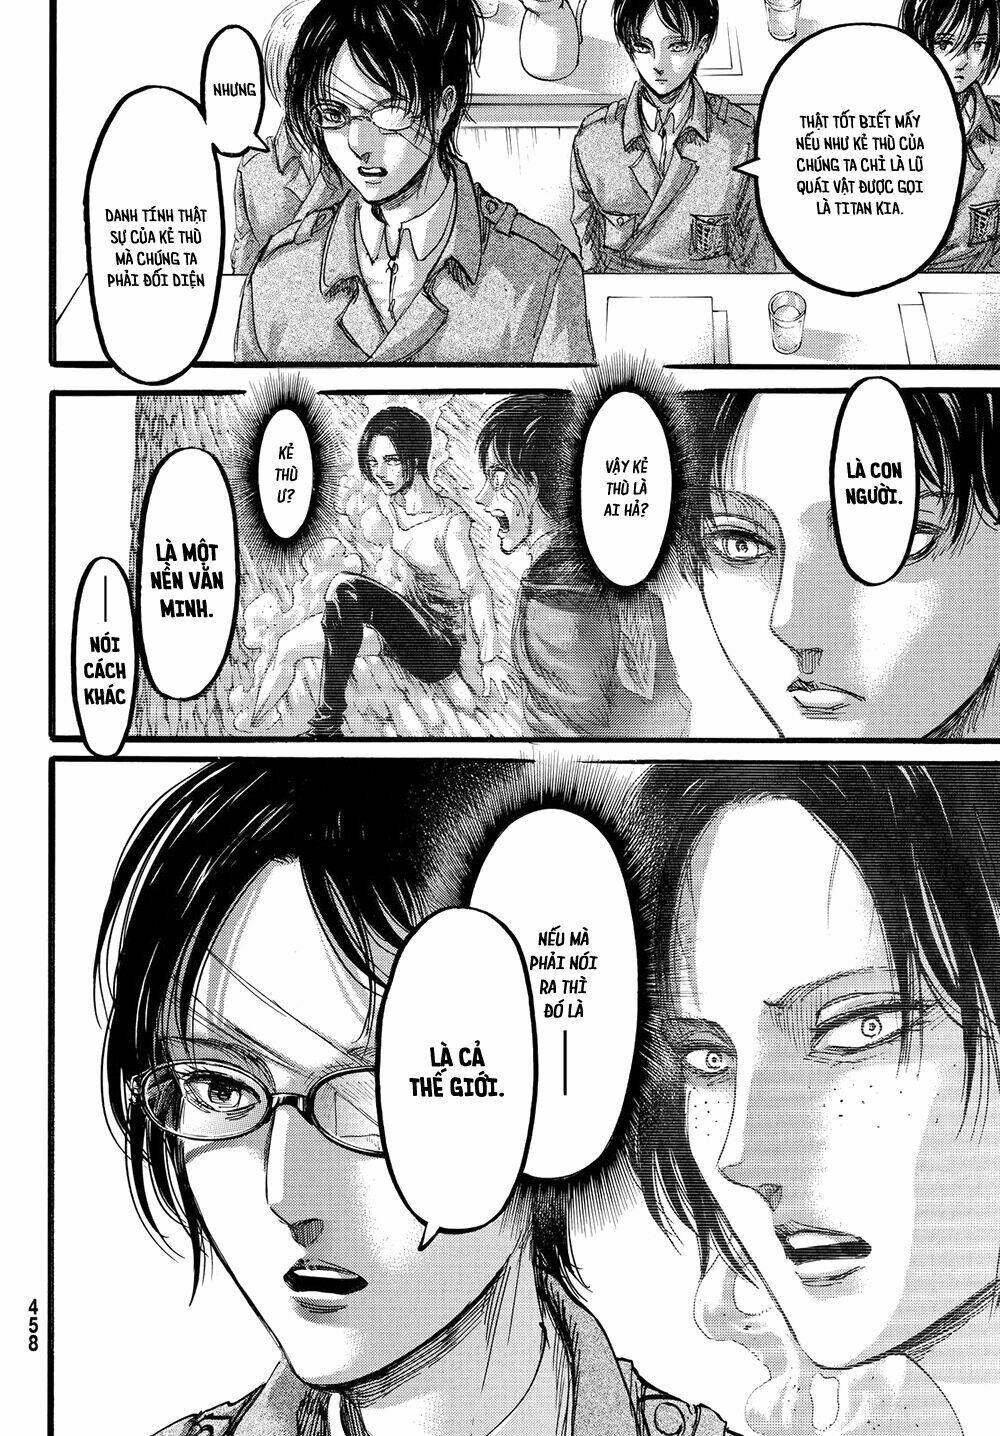 THẬT TỐT BIẾT MẤY
NẾU NHƯ KẺ THÙ CỦA
CHÚNG TA CHỈ LÀ LŨ
QUÁI VẬT ĐƯỢC GỌI
LÀ TITAN KIA.
NHƯNG
DANH TÍNH THẬT
SỰ CỦA KẺ THÙ
MÀ CHÚNG TA
PHẢI ĐỐI DIỆN
LÀ CON
NGƯỜI.
VẬY KẺ
THÙ LÀ
AI HẢ?
KẺ
THÙ
Ư?
LÀ MỘT
NỀN VĂN
MINH.
—
NÓI
CÁCH
KHÁC
NẾU MÀ
PHẢI NÓI
RA THÌ
ĐÓ LÀ
—
LÀ CẢ
THẾ GIỚI.
458